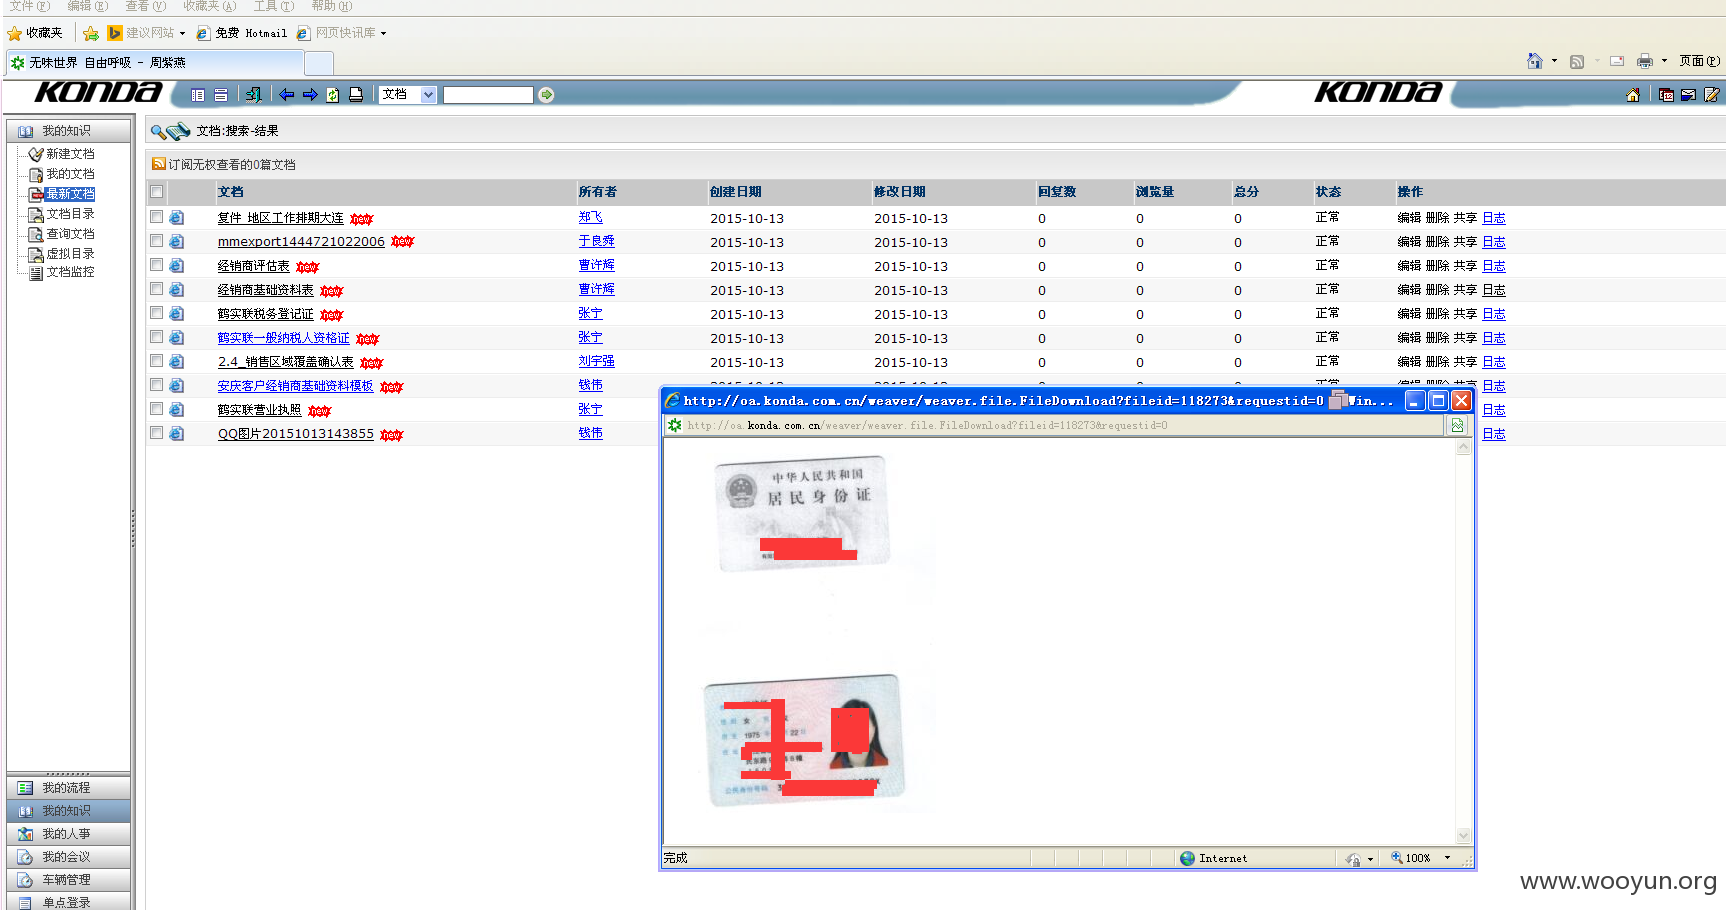 文件(F) 编辑(E) 查看(V) 收藏夹(A) 工具(T) 帮助(H)
收藏夹 建议网站 免费 Hotmail 网页快讯库
无味世界 自由呼吸 - 周紫燕
页面(P)
KONDA 文档 KONDA
我的知识
新建文档
我的文档
最新文档
文档目录
查询文档
虚拟目录
文档监控
文档:搜索-结果
订阅无权查看的0篇文档
文档 所有者 创建日期 修改日期 回复数 浏览量 总分 状态 操作
复件 地区工作排期大连 new 郑飞 2015-10-13 2015-10-13 0 0 0 正常 编辑 删除 共享 日志
mmexport1444721022006 new 于良舜 2015-10-13 2015-10-13 0 0 0 正常 编辑 删除 共享 日志
经销商评估表 new 曹许辉 2015-10-13 2015-10-13 0 0 0 正常 编辑 删除 共享 日志
经销商基础资料表 new 曹许辉 2015-10-13 2015-10-13 0 0 0 正常 编辑 删除 共享 日志
鹤实联税务登记证 new 张宁 2015-10-13 2015-10-13 0 0 0 正常 编辑 删除 共享 日志
鹤实联一般纳税人资格证 new 张宁 2015-10-13 2015-10-13 0 0 0 正常 编辑 删除 共享 日志
2.4_销售区域覆盖确认表 new 刘宇强 2015-10-13 2015-10-13 0 0 0 正常 编辑 删除 共享 日志
安庆客户经销商基础资料模板 new 钱伟 日志
鹤实联营业执照 new 张宁 日志
QQ图片20151013143855 new 钱伟 日志
http://oa.konda.com.cn/weaver/weaver.file.FileDownload?fileid=118273&requestid=0 Win...
http://oa.konda.com.cn/weaver/weaver.file.FileDownload?fileid=118273&requestid=0
中华人民共和国
居民身份证
女
1975 22 日
公民身份号码
完成 Internet 100%
我的流程
我的知识
我的人事
我的会议
车辆管理
单点登录
www.wooyun.org